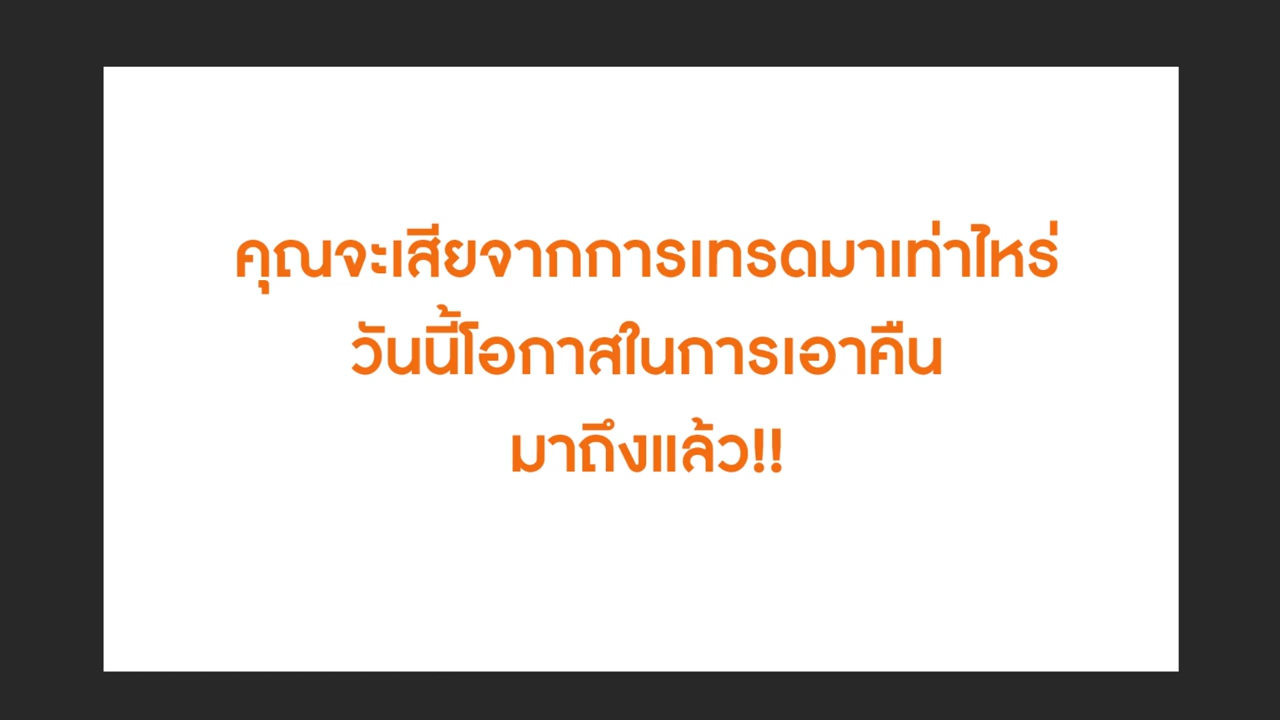 คุณจะเสียจากการเทรดมาเท่าไหร่
วันนี้โอกาสในการเอาคืน
มาถึงแล้ว!!